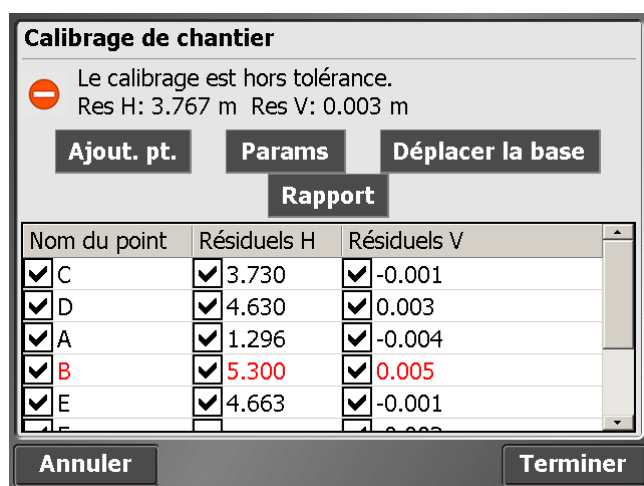 Calibrage de chantier
Le calibrage est hors tolérance.
Res H: 3.767 m Res V: 0.003 m
Ajout. pt. Params Déplacer la base
Rapport
Nom du point Résiduels H Résiduels V
C 3.730 -0.001
D 4.630 0.003
A 1.296 -0.004
B 5.300 0.005
E 4.663 -0.001
Annuler Terminer